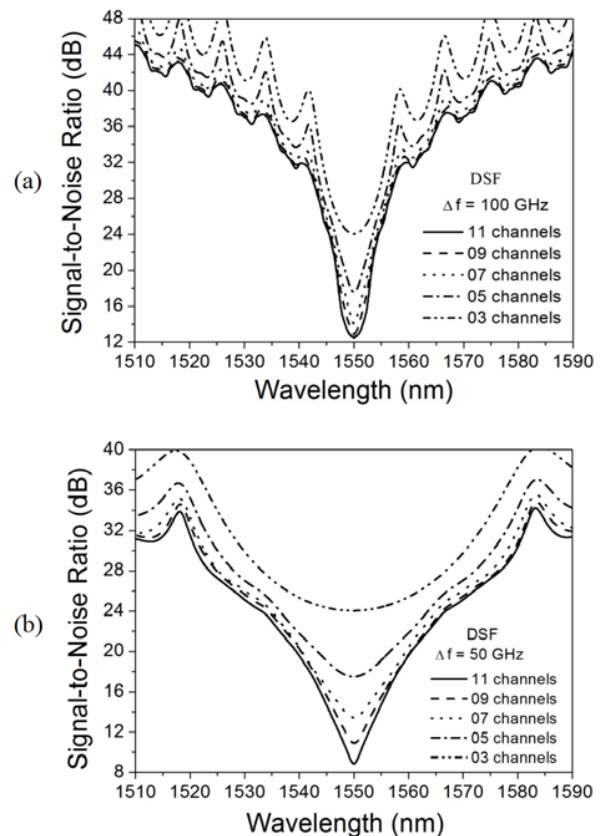 (a)
Signal-to-Noise Ratio (dB)
48
44
40
36
32
28
24
20
16
12
DSF
Δf = 100 GHz
11 channels
09 channels
07 channels
05 channels
03 channels
1510 1520 1530 1540 1550 1560 1570 1580 1590
Wavelength (nm)
(b)
Signal-to-Noise Ratio (dB)
40
36
32
28
24
20
16
12
8
DSF
Δf = 50 GHz
11 channels
09 channels
07 channels
05 channels
03 channels
1510 1520 1530 1540 1550 1560 1570 1580 1590
Wavelength (nm)